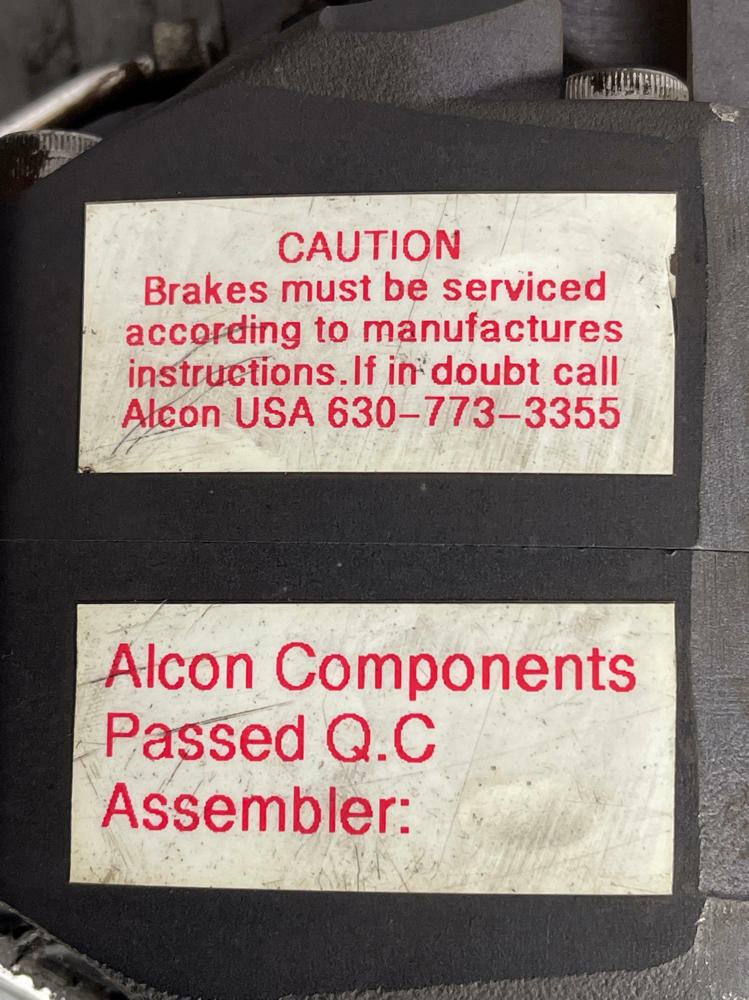 CAUTION
Brakes must be serviced
according to manufactures
instructions.If in doubt call
Alcon USA 630-773-3355
Alcon Components
Passed Q.C
Assembler: